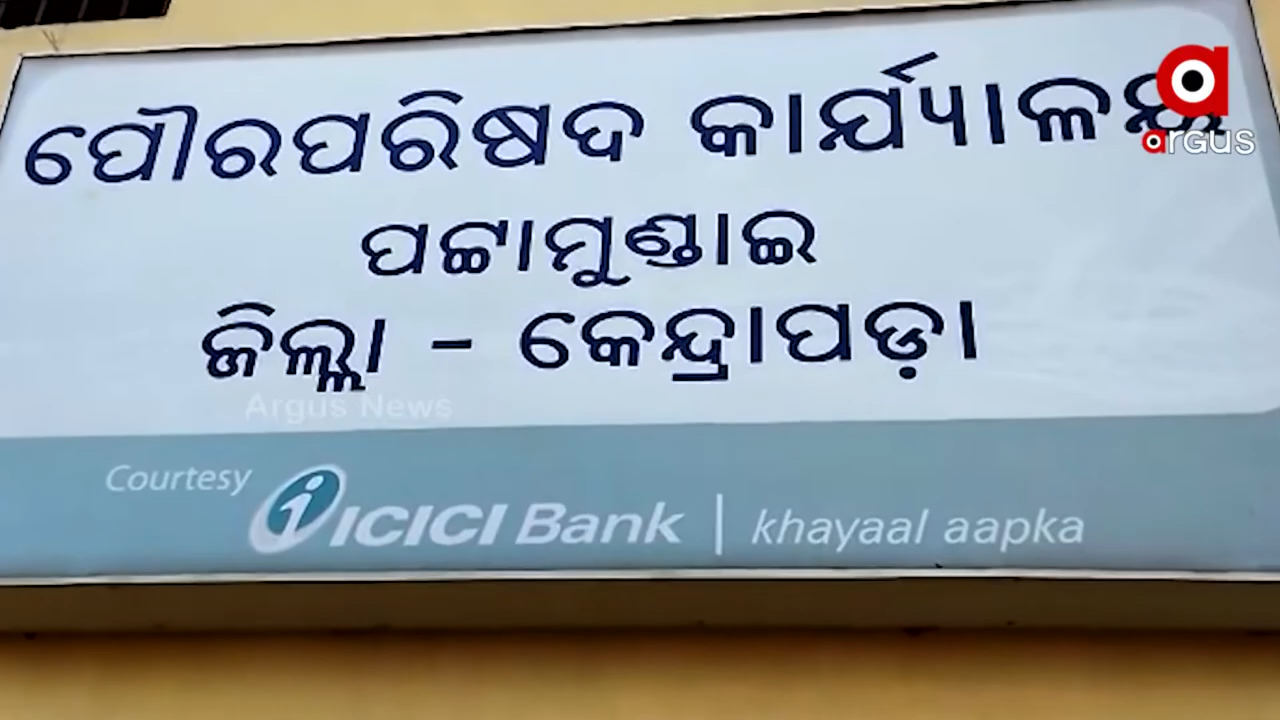 ପୌରପରିଷଦ କାର୍ଯ୍ୟାଳୟ
argus
ପଟ୍ଟାମୁଣ୍ଡାଇ
ଜିଲ୍ଲା - କେନ୍ଦ୍ରାପଡ଼ା
Argus News
Courtesy ICICI Bank | khayaal aapka